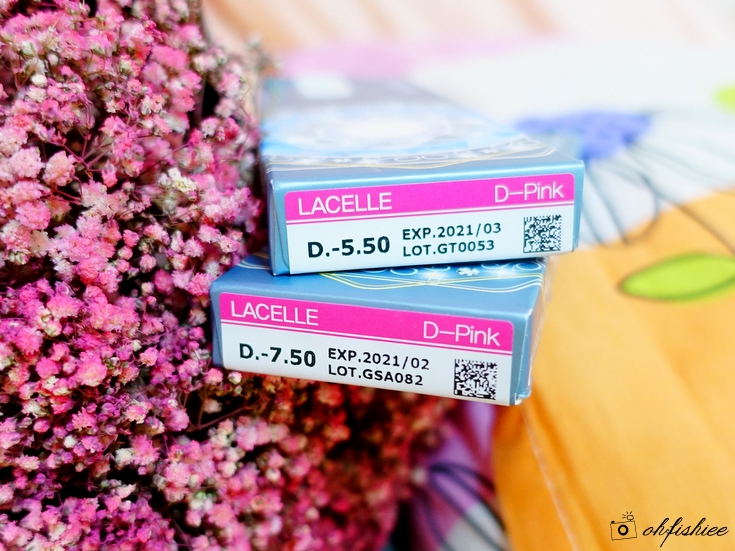 LACELLE D-Pink
D.-5.50 EXP.2021/03
LOT.GT0053
LACELLE D-Pink
D.-7.50 EXP.2021/02
LOT.GSA082
ohfishiee